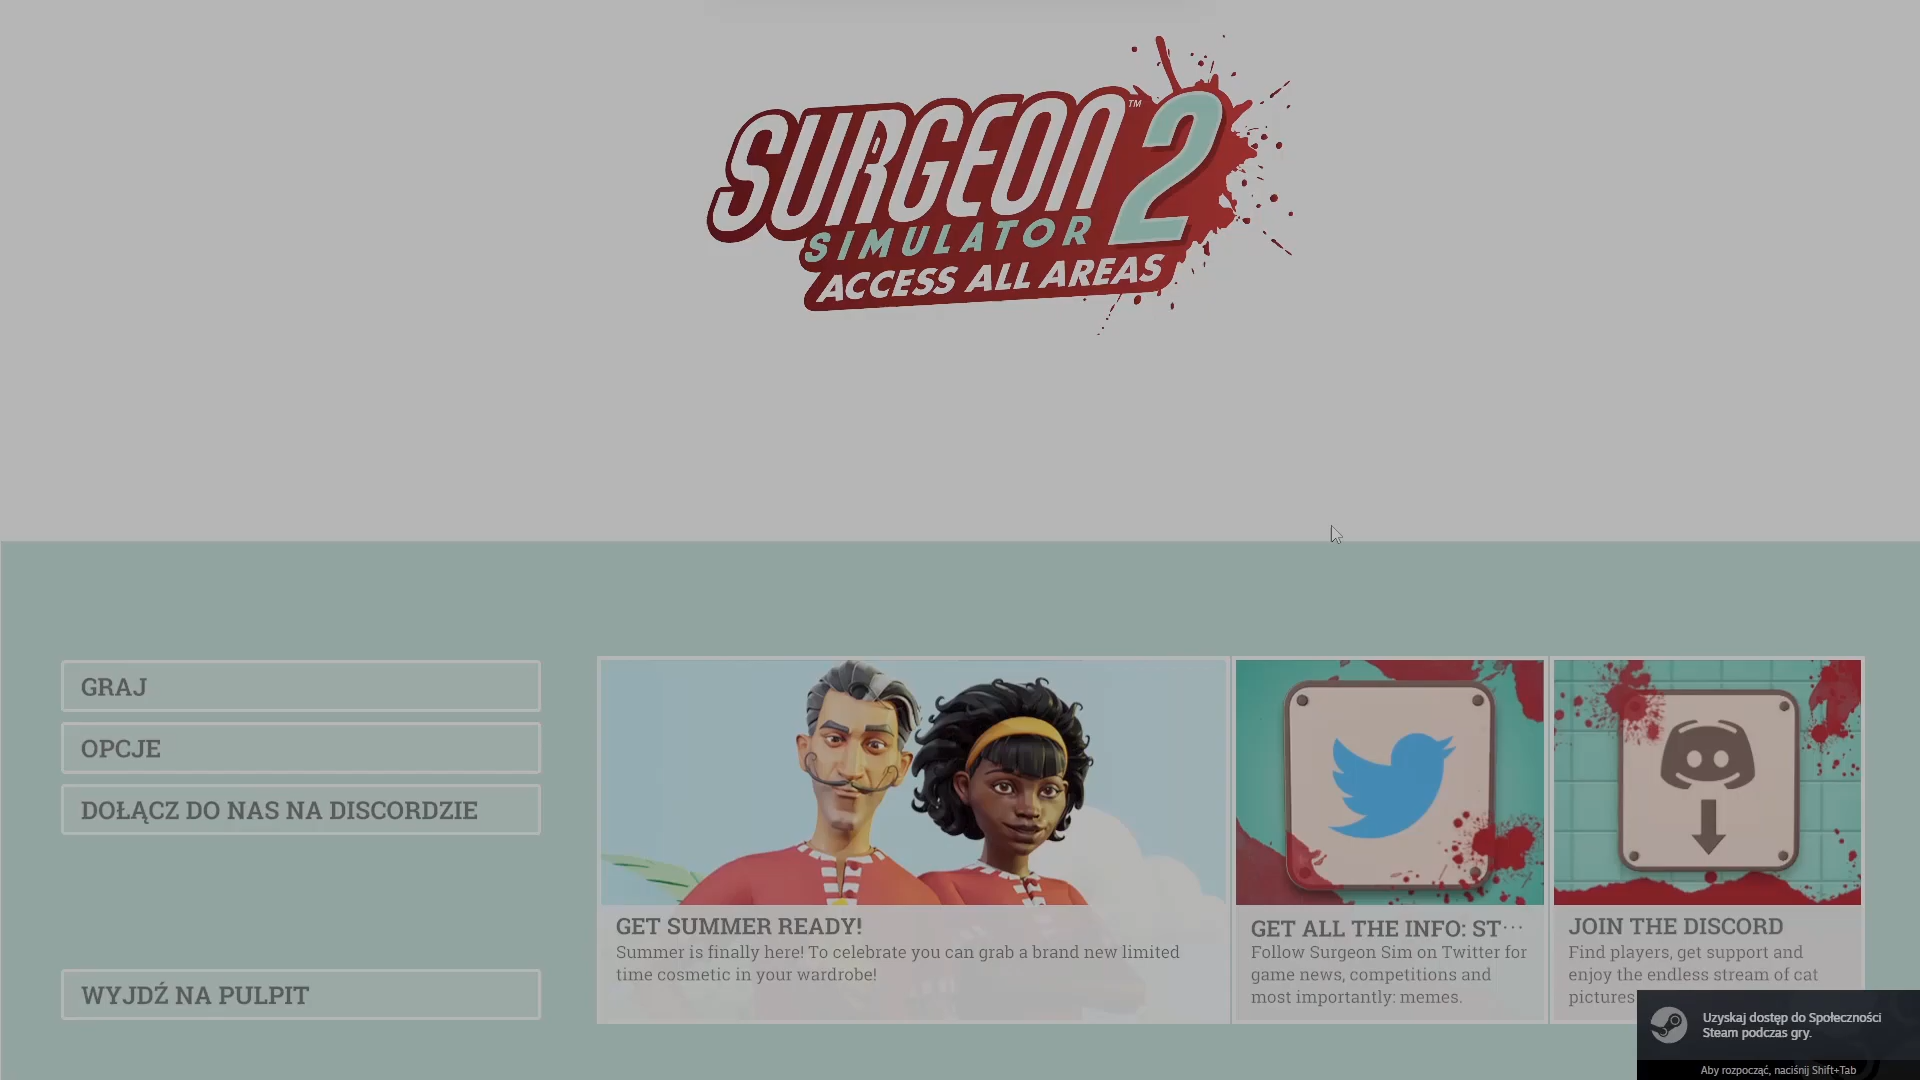 SURGEON 2™
SIMULATOR
ACCESS ALL AREAS
GRAJ
OPCJE
DOŁĄCZ DO NAS NA DISCORDZIE
WYJDŹ NA PULPIT
GET SUMMER READY!
Summer is finally here! To celebrate you can grab a brand new limited
time cosmetic in your wardrobe!
GET ALL THE INFO: ST···
Follow Surgeon Sim on Twitter for
game news, competitions and
most importantly: memes.
JOIN THE DISCORD
Find players, get support and
enjoy the endless stream of cat
pictures
Uzyskaj dostęp do Społeczności
Steam podczas gry.
Aby rozpocząć, naciśnij Shift+Tab